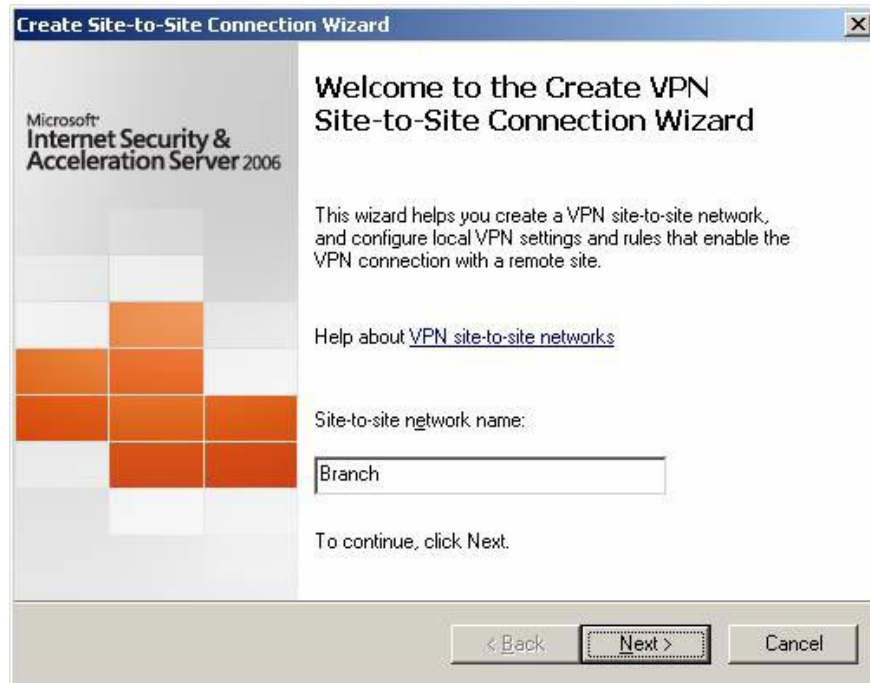 Create Site-to-Site Connection Wizard
Microsoft
Internet Security &
Acceleration Server 2006
Welcome to the Create VPN
Site-to-Site Connection Wizard
This wizard helps you create a VPN site-to-site network,
and configure local VPN settings and rules that enable the
VPN connection with a remote site.
Help about VPN site-to-site networks
Site-to-site network name:
Branch
To continue, click Next.
< Back
Next >
Cancel